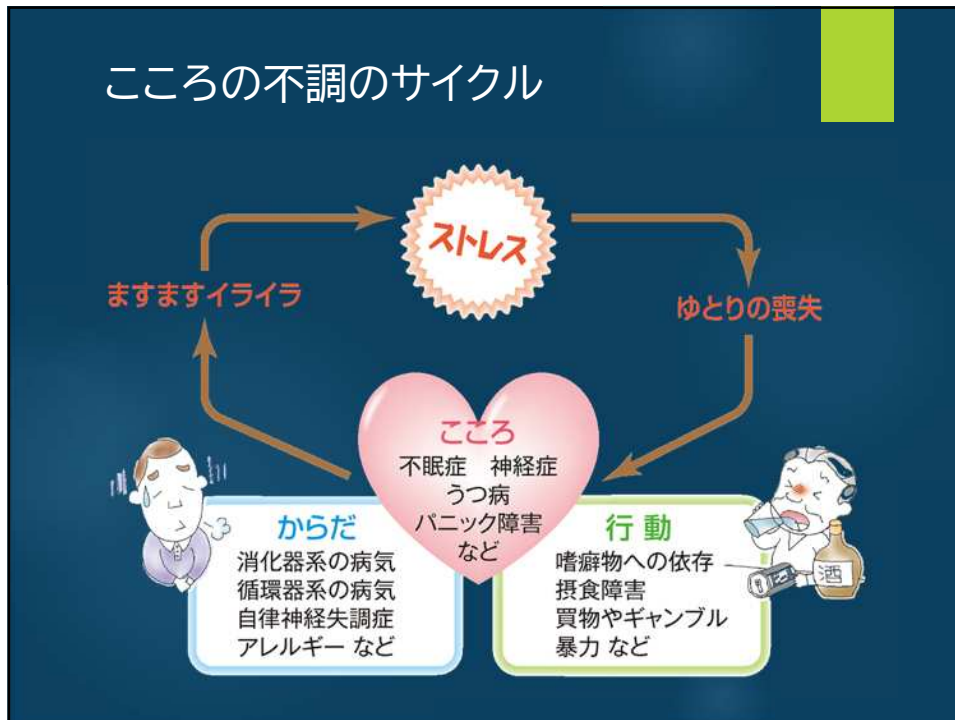 こころの不調のサイクル
ストレス
ますますイライラ
ゆとりの喪失
こころ
不眠症 神経症
うつ病
パニック障害
など
からだ
消化器系の病気
循環器系の病気
自律神経失調症
アレルギー など
行動
嗜癖物への依存
摂食障害
買物やギャンブル
暴力 など
酒